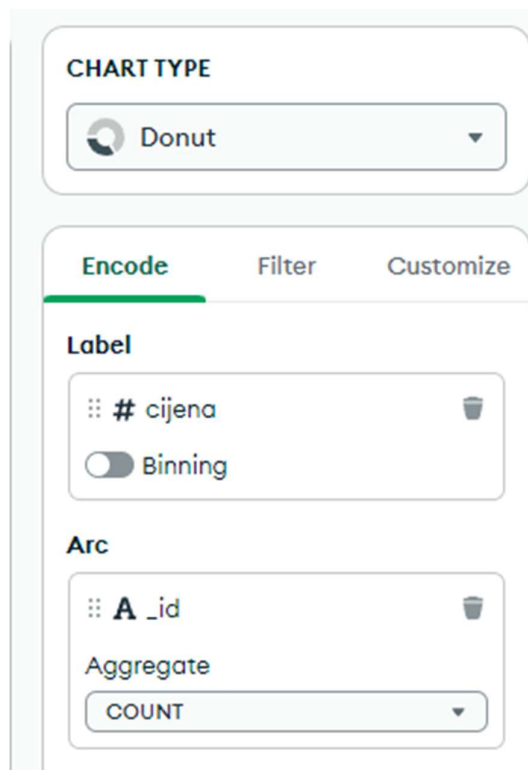 CHART TYPE
Donut
Encode Filter Customize
Label
# cijena
Binning
Arc
A _id
Aggregate
COUNT